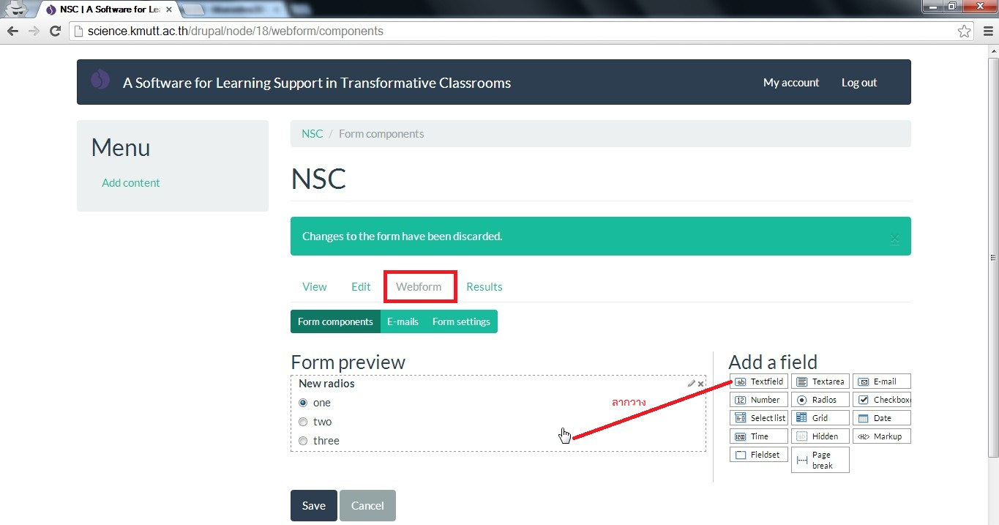 NSC | A Software for Le
science.kmutt.ac.th/drupal/node/18/webform/components
A Software for Learning Support in Transformative Classrooms
My account
Log out
Menu
Add content
NSC / Form components
NSC
Changes to the form have been discarded.
×
View
Edit
Webform
Results
Form components
E-mails
Form settings
Form preview
New radios
one
two
three
ลากวาง
Add a field
Textfield
Textarea
E-mail
Number
Radios
Checkboxe
Select list
Grid
Date
Time
Hidden
<H2> Markup
Fieldset
Page
break
Save
Cancel